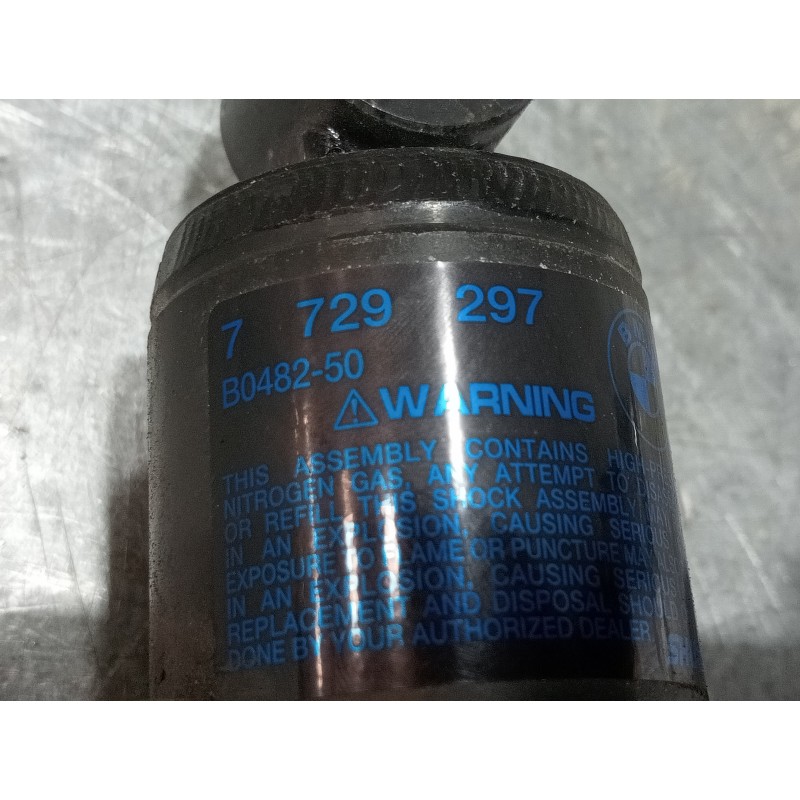 7 729 297
B0482-50
WARNING
THIS ASSEMBLY CONTAINS
NITROGEN GAS. ANY ATTEMPT TO
OR REFILL THIS SHOCK ASSEMBLY
IN AN EXPLOSION, CAUSING SERIOUS
EXPOSURE TO FLAME OR PUNCTURE
IN AN EXPLOSION, CAUSING SERIOUS
REPLACEMENT AND DISPOSAL SHOULD
DONE BY YOUR AUTHORIZED DEALER